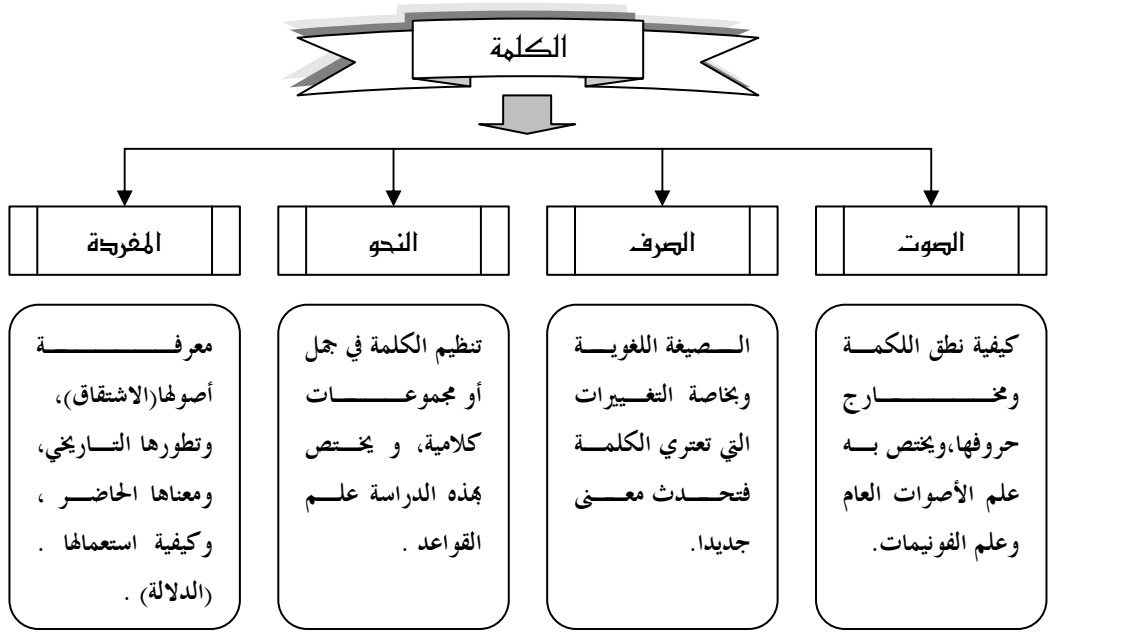 الكلمة
الصوت
الصرف
النحو
المفردة
كيفية نطق اللكمة
ومخارج
حروفها،ويختص به
علم الأصوات العام
وعلم الفونيمات.
الصيغة اللغوية
وبخاصة التغييرات
التي تعتري الكلمة
فتحدث معنى
جديدا.
تنظيم الكلمة في جمل
أو مجموعات
كلامية، و يختص
بهذه الدراسة علم
القواعد .
معرفة
أصولها(الاشتقاق)،
وتطورها التاريخي،
ومعناها الحاضر ،
وكيفية استعمالها .
(الدلالة) .